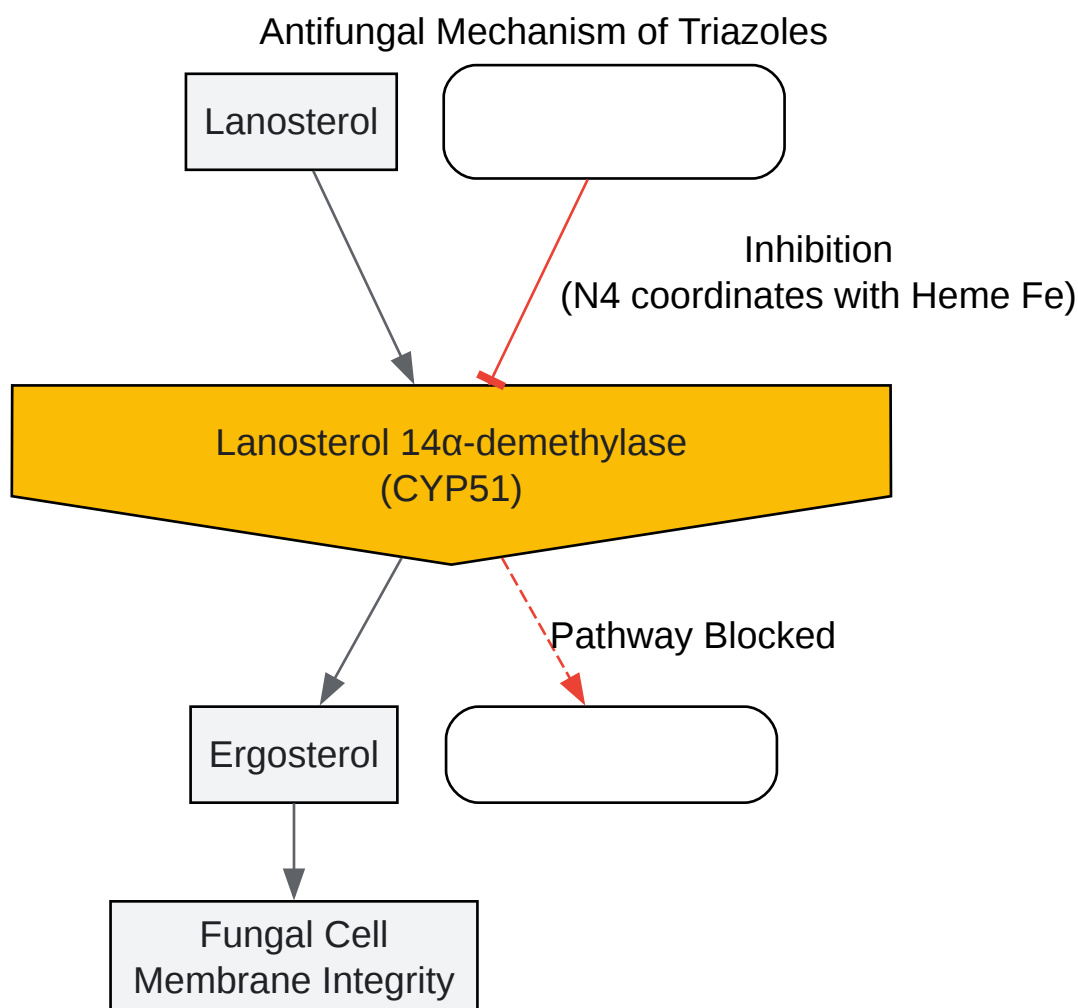 Antifungal Mechanism of Triazoles
Lanosterol
Inhibition
(N4 coordinates with Heme Fe)
Lanosterol 14α-demethylase
(CYP51)
Pathway Blocked
Ergosterol
Fungal Cell
Membrane Integrity